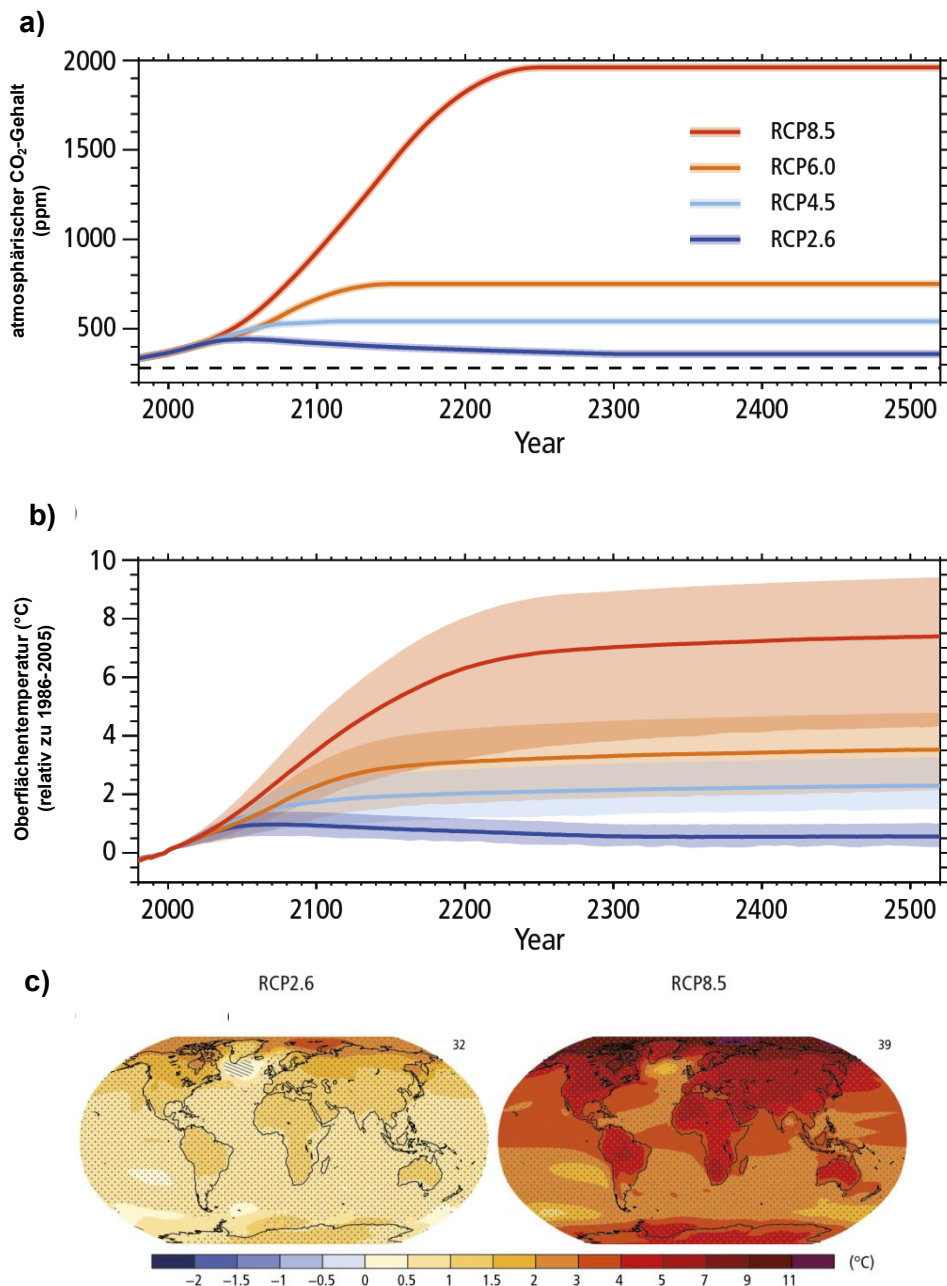 a)
atmosphärischer CO₂-Gehalt
(ppm)
2000
1500
1000
500
RCP8.5
RCP6.0
RCP4.5
RCP2.6
2000 2100 2200 2300 2400 2500
Year
b)
Oberflächentemperatur (°C)
(relativ zu 1986-2005)
10
8
6
4
2
0
2000 2100 2200 2300 2400 2500
Year
c)
RCP2.6 RCP8.5
32 39
−2 −1.5 −1 −0.5 0 0.5 1 1.5 2 3 4 5 7 9 11 (°C)